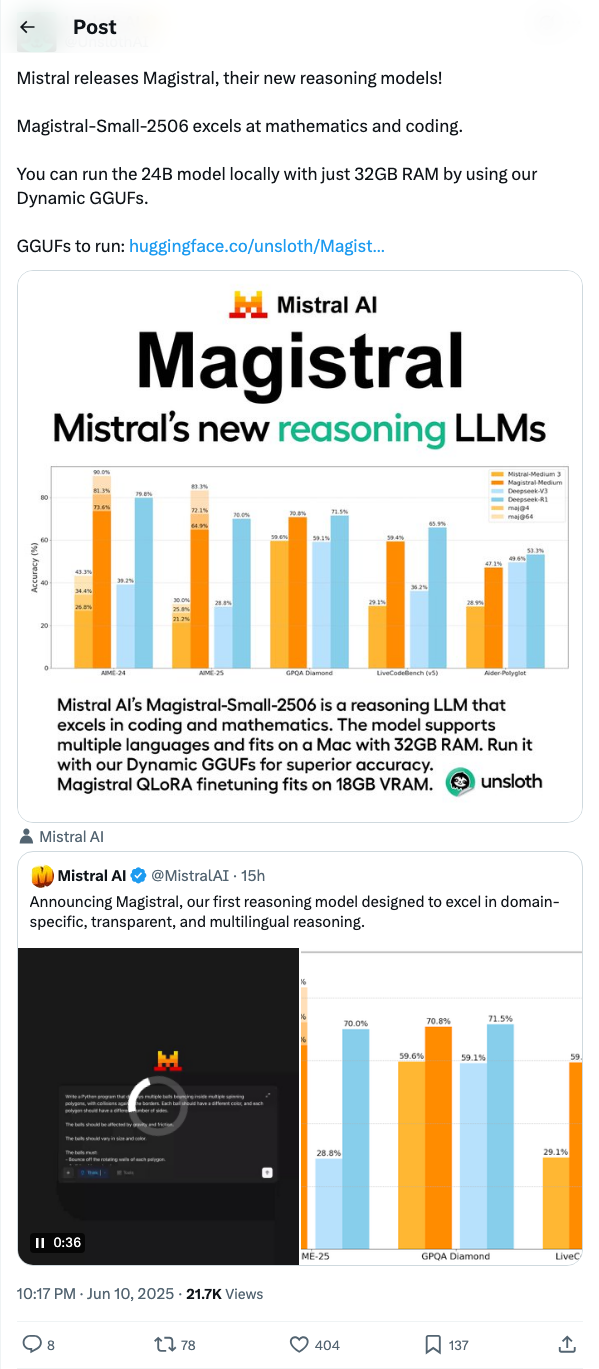 Post
Mistral releases Magistral, their new reasoning models!
Magistral-Small-2506 excels at mathematics and coding.
You can run the 24B model locally with just 32GB RAM by using our
Dynamic GGUFs.
GGUFs to run: huggingface.co/unsloth/Magist...
Mistral AI
Magistral
Mistral's new reasoning LLMs
Accuracy (%)
80
60
40
20
0
43.3%
34.4%
26.8%
90.0%
81.3%
73.6%
39.2%
79.8%
30.0%
25.8%
21.2%
83.3%
72.1%
64.9%
28.8%
70.0%
59.6%
70.8%
59.1%
71.5%
29.1%
59.4%
36.2%
65.9%
28.9%
47.1%
49.6%
53.3%
Mistral-Medium 3
Magistral-Medium
Deepseek-V3
Deepseek-R1
maj@4
maj@64
AIME-24
AIME-25
GPQA Diamond
LiveCodeBench (v5)
Aider-Polyglot
Mistral AI's Magistral-Small-2506 is a reasoning LLM that
excels in coding and mathematics. The model supports
multiple languages and fits on a Mac with 32GB RAM. Run it
with our Dynamic GGUFs for superior accuracy.
Magistral QLoRA finetuning fits on 18GB VRAM.
unsloth
Mistral AI
Mistral AI @MistralAI · 15h
Announcing Magistral, our first reasoning model designed to excel in domain-
specific, transparent, and multilingual reasoning.
Write a Python program that multiple balls bouncing inside multiple spinning
polygons, with collisions the borders. Each ball should have a different color, and each
polygon should have a different number of sides.
The balls should be affected by gravity and friction.
The balls should vary in size and color
The balls must:
- Bounce off the rotating walls of each polygon.
Think
Tools
0:36
%
%
%
28.8%
70.0%
59.6%
70.8%
59.1%
71.5%
29.1%
59.
ME-25
GPQA Diamond
LiveC
10:17 PM · Jun 10, 2025 · 21.7K Views
8
78
404
137